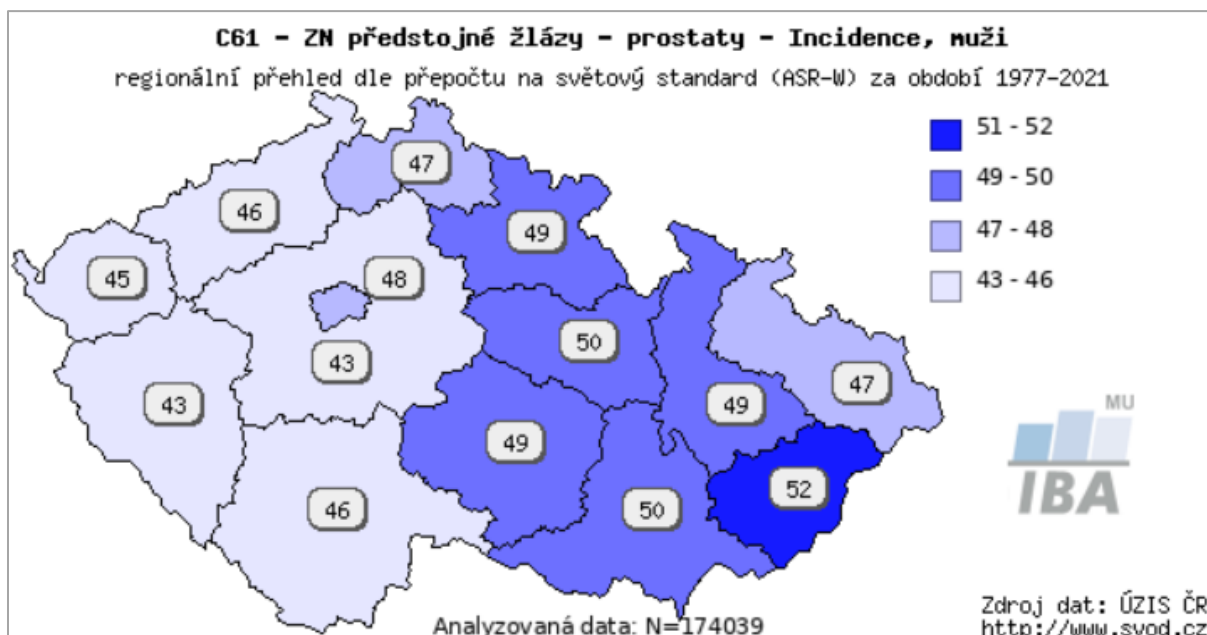 C61 - ZN předstojné žlázy - prostaty - Incidence, muži
regionální přehled dle přepočtu na světový standard (ASR-W) za období 1977-2021
51 - 52
49 - 50
47 - 48
43 - 46
47
46
49
45
48
50
43
47
43
49
49
52
46
50
MU
IBA
Analyzovaná data: N=174039
Zdroj dat: ÚZIS ČR
http://www.svod.cz